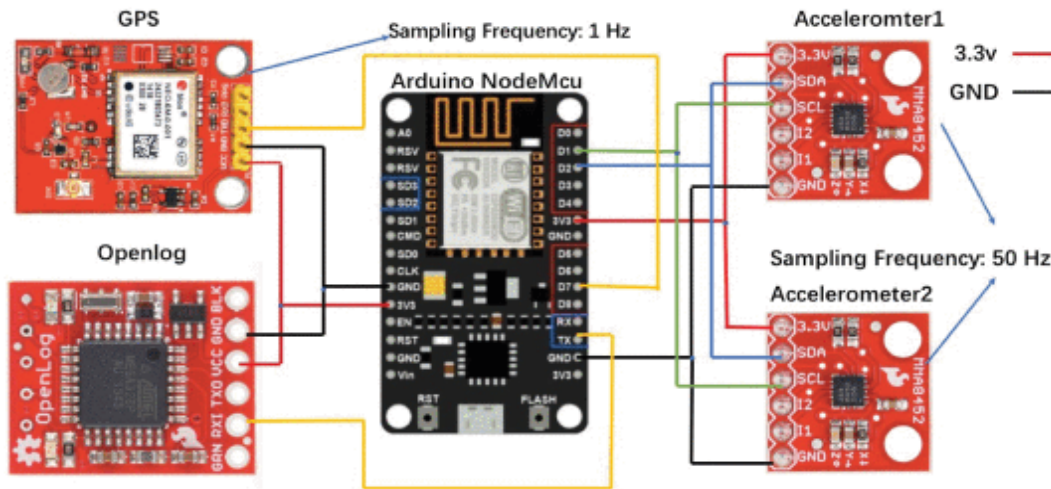 GPS
Sampling Frequency: 1 Hz
Acceleromter1
3.3v
GND
Arduino NodeMcu
3.3V
SDA
SCL
I2
I1
GND
MMA8452
A0
RSV
RSV
SD3
SD2
SD1
CMD
SD0
CLK
GND
3V3
EN
RST
GND
Vin
D0
D1
D2
D3
D4
3V3
GND
D5
D6
D7
D8
RX
TX
GND
3V3
RST
FLASH
Openlog
OpenLog
BLK
GND
VCC
TXO
RXI
GRN
Sampling Frequency: 50 Hz
Accelerometer2
3.3V
SDA
SCL
I2
I1
GND
MMA8452